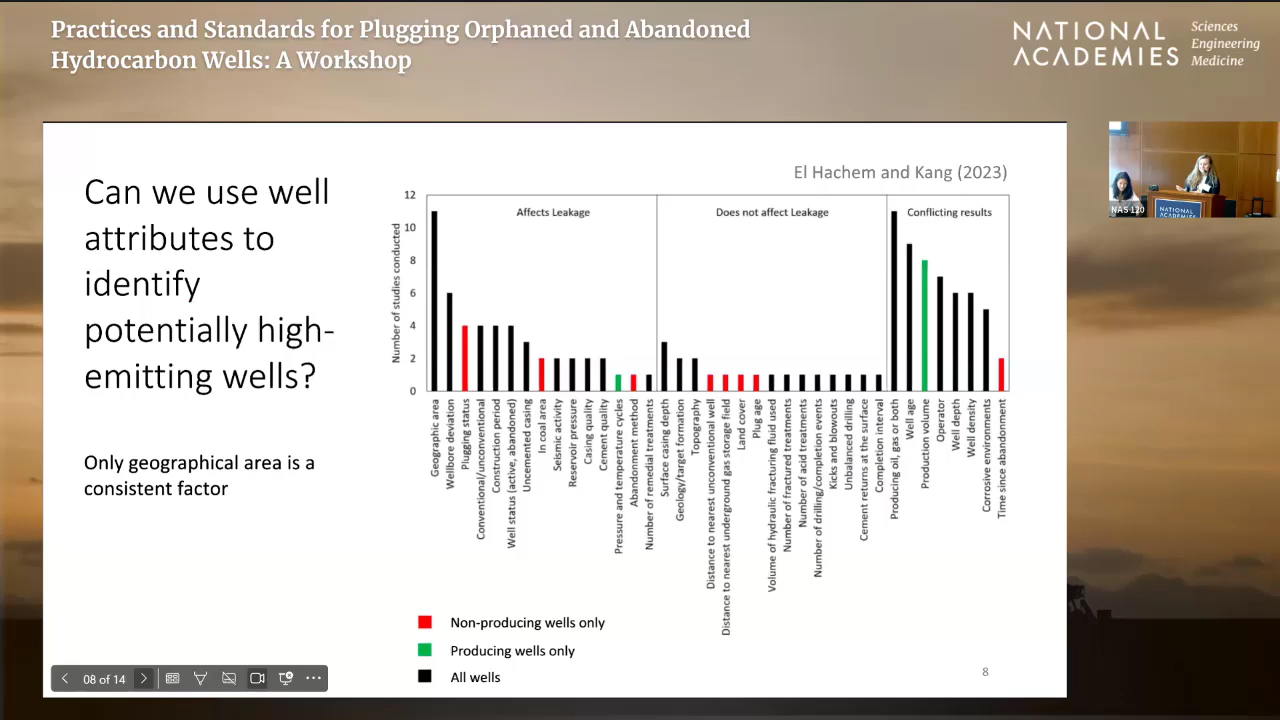 Practices and Standards for Plugging Orphaned and Abandoned
Hydrocarbon Wells: A Workshop
NATIONAL
ACADEMIES
Sciences
Engineering
Medicine
NAS 120
NATIONAL
ACADEMIES
Can we use well
attributes to
identify
potentially high-
emitting wells?
Only geographical area is a
consistent factor
El Hachem and Kang (2023)
Number of studies conducted
12
10
8
6
4
2
0
Affects Leakage
Does not affect Leakage
Conflicting results
Geographic area
Wellbore deviation
Plugging status
Conventional/unconventional
Construction period
Well status (active, abandoned)
Uncemented casing
In coal area
Seismic activity
Reservoir pressure
Casing quality
Cement quality
Pressure and temperature cycles
Abandonment method
Number of remedial treatments
Surface casing depth
Geology/target formation
Topography
Distance to nearest unconventional well
Distance to nearest underground gas storage field
Land cover
Plug age
Volume of hydraulic fracturing fluid used
Number of fractured treatments
Number of acid treatments
Number of drilling/completion events
Kicks and blowouts
Unbalanced drilling
Cement returns at the surface
Completion interval
Producing oil, gas or both
Well age
Production volume
Operator
Well depth
Well density
Corrosive environments
Time since abandonment
Non-producing wells only
Producing wells only
All wells
8
08 of 14